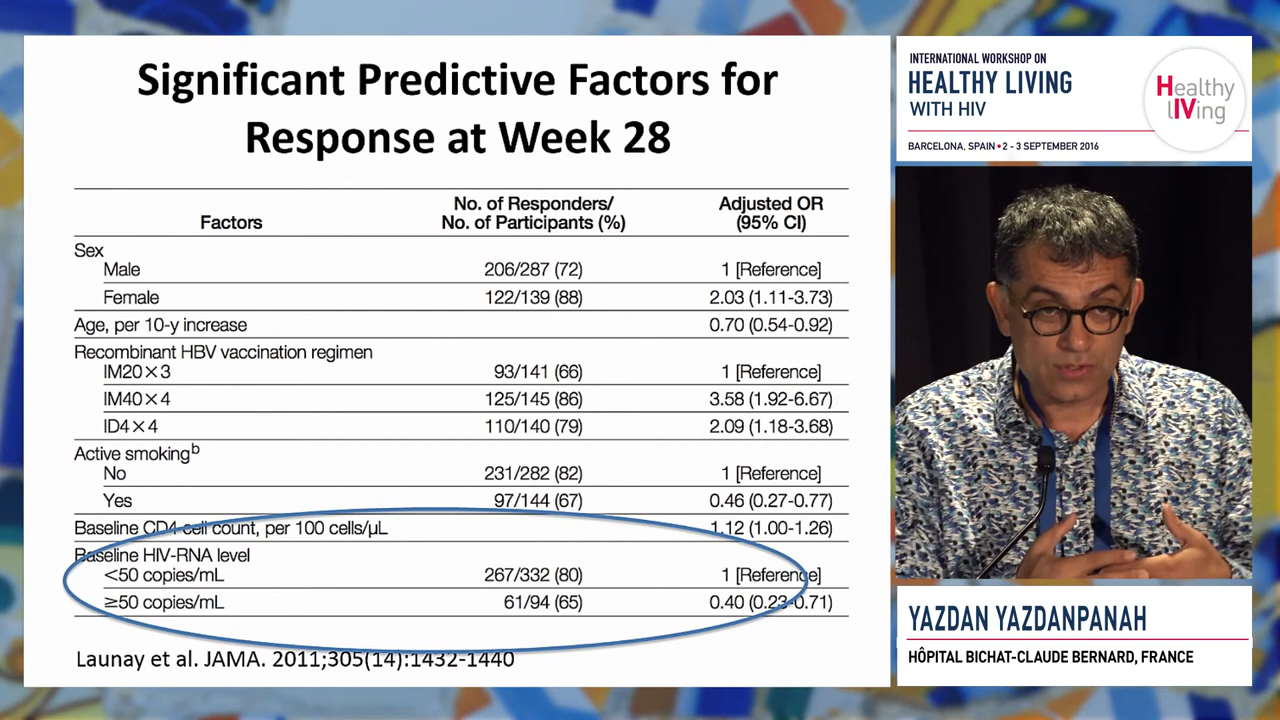 Significant Predictive Factors for
Response at Week 28
Factors No. of Responders/ No. of Participants (%) Adjusted OR (95% CI)
Sex
Male 206/287 (72) 1 [Reference]
Female 122/139 (88) 2.03 (1.11-3.73)
Age, per 10-y increase 0.70 (0.54-0.92)
Recombinant HBV vaccination regimen
IM20×3 93/141 (66) 1 [Reference]
IM40×4 125/145 (86) 3.58 (1.92-6.67)
ID4×4 110/140 (79) 2.09 (1.18-3.68)
Active smokingᵇ
No 231/282 (82) 1 [Reference]
Yes 97/144 (67) 0.46 (0.27-0.77)
Baseline CD4 cell count, per 100 cells/µL 1.12 (1.00-1.26)
Baseline HIV-RNA level
<50 copies/mL 267/332 (80) 1 [Reference]
≥50 copies/mL 61/94 (65) 0.40 (0.23-0.71)
Launay et al. JAMA. 2011;305(14):1432-1440
INTERNATIONAL WORKSHOP ON
HEALTHY LIVING
WITH HIV
BARCELONA, SPAIN • 2 - 3 SEPTEMBER 2016
Healthy
lIVing
YAZDAN YAZDANPANAH
HÔPITAL BICHAT-CLAUDE BERNARD, FRANCE